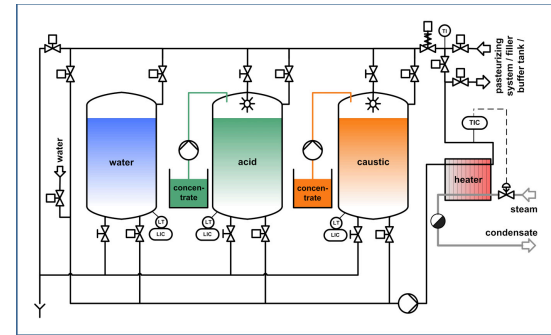 TI
pasteurizing
system / filler
buffer tank /
TIC
water
water
acid
caustic
heater
concen-
trate
concen-
trate
steam
condensate
LT
LIC
LT
LIC
LT
LIC